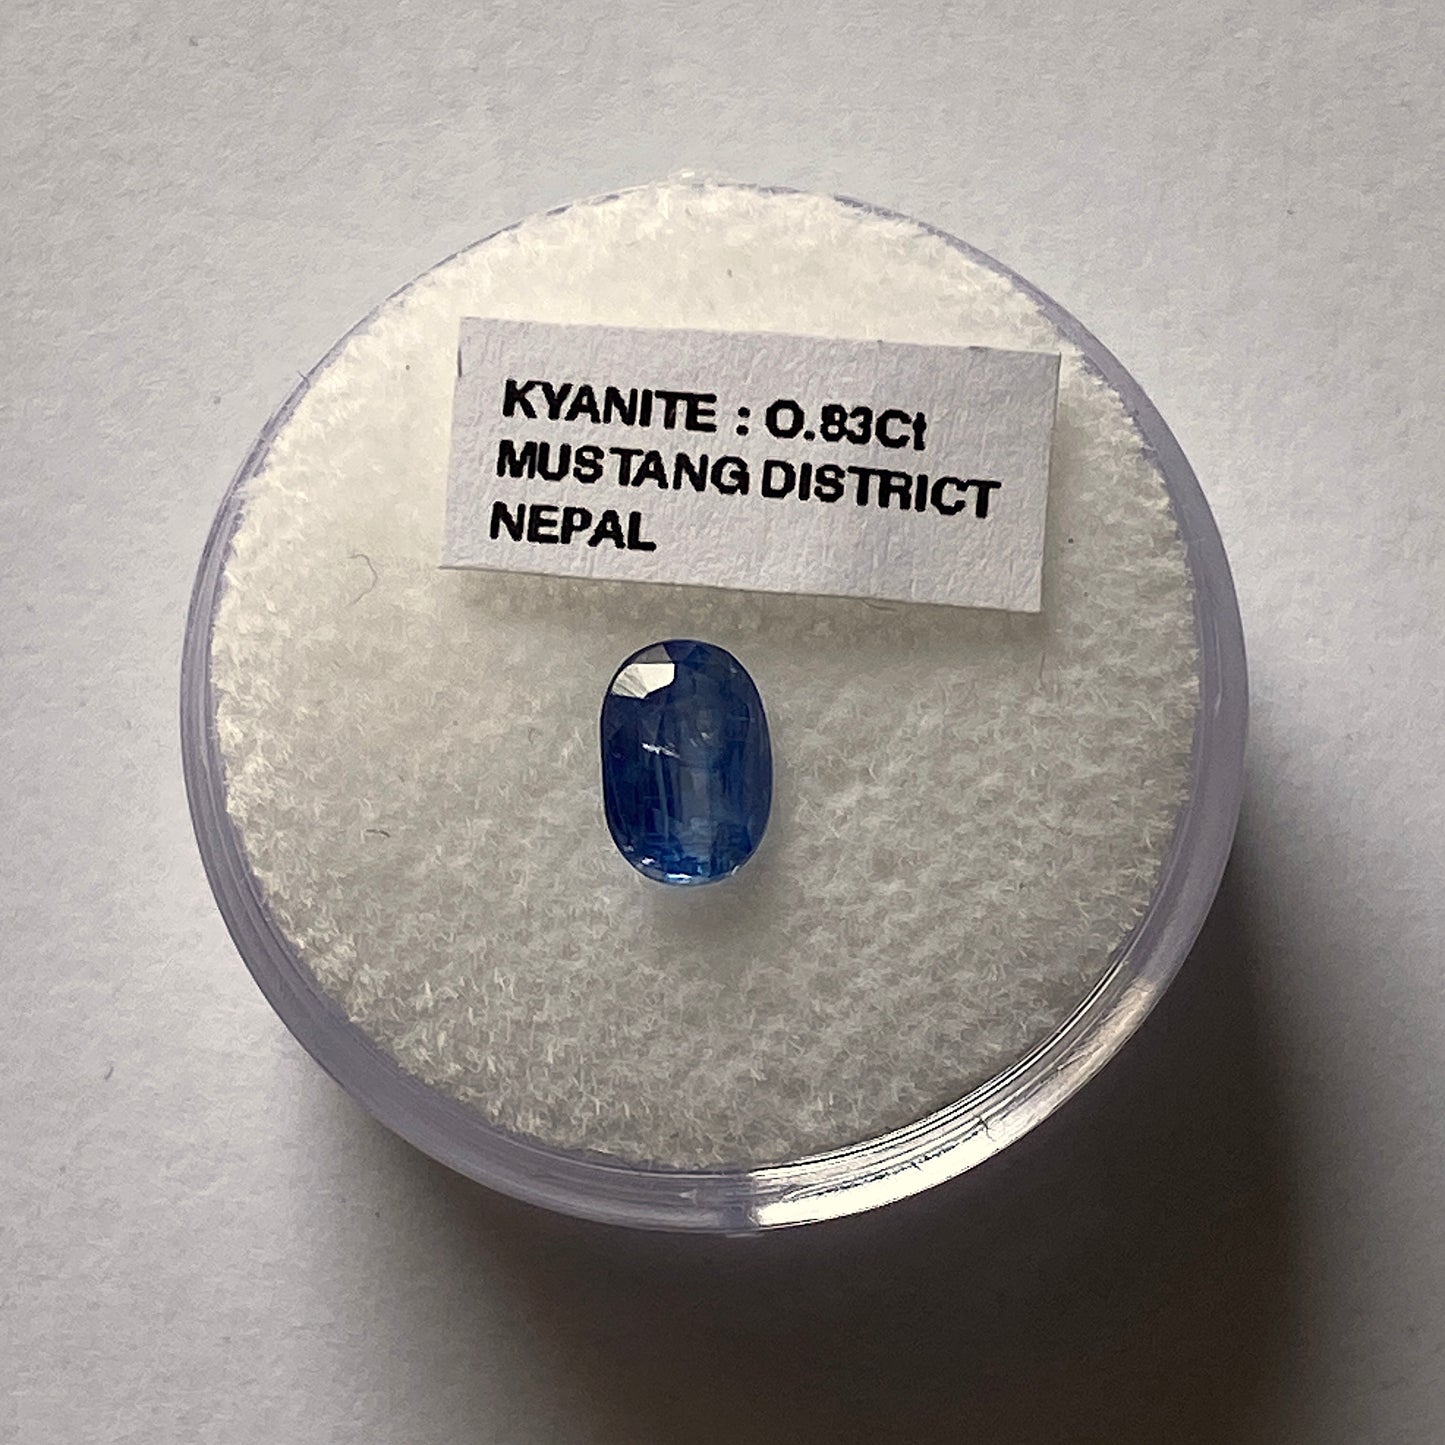 KYANITE : 0.83Ct
MUSTANG DISTRICT
NEPAL